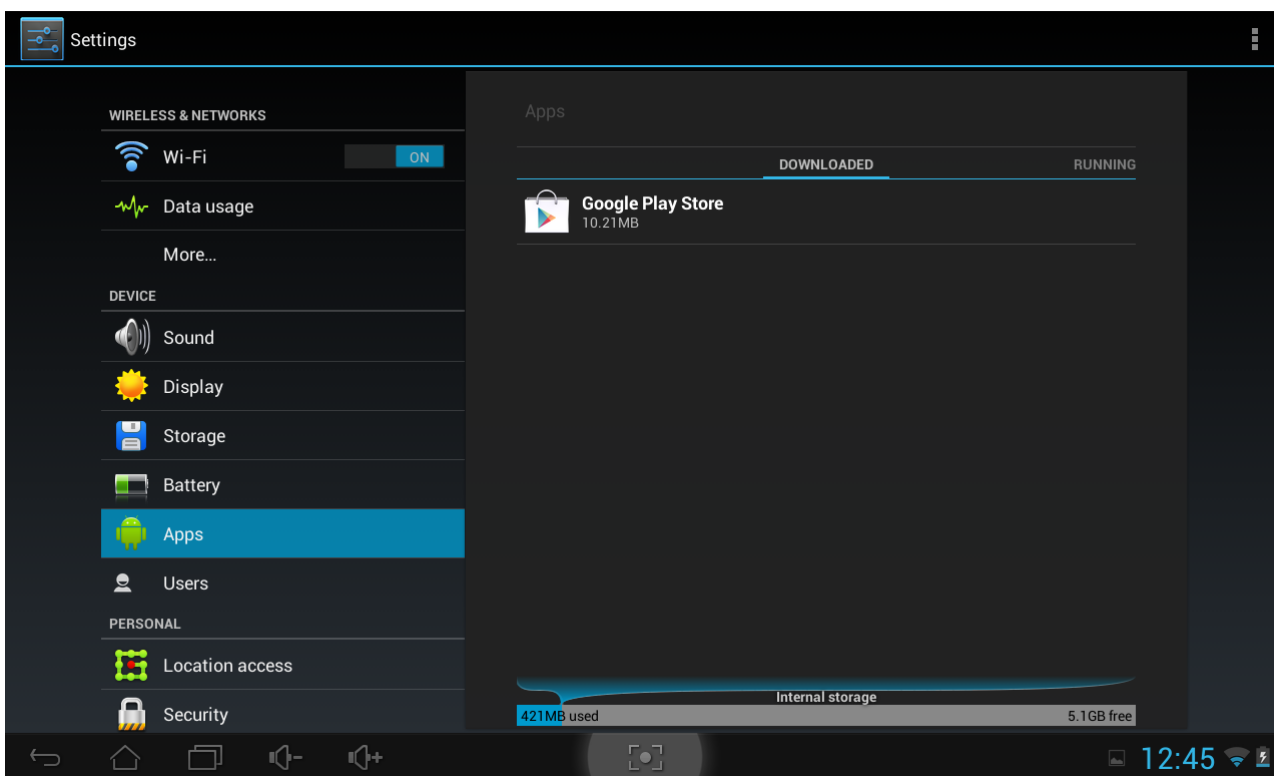 Settings
WIRELESS & NETWORKS
Wi-Fi
ON
Data usage
More...
DEVICE
Sound
Display
Storage
Battery
Apps
Users
PERSONAL
Location access
Security
Apps
DOWNLOADED
RUNNING
Google Play Store
10.21MB
Internal storage
421MB used
5.1GB free
12:45